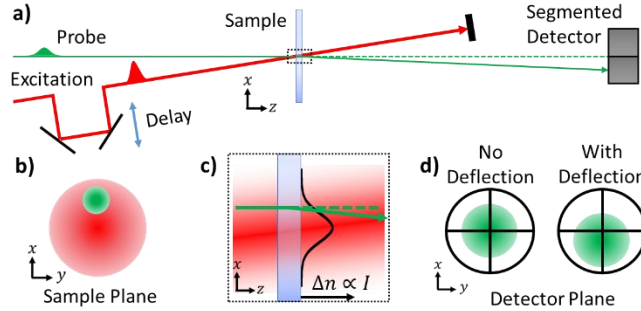 a)
Sample
Segmented
Detector
Probe
Excitation
Delay
x
z
b)
x
y
Sample Plane
c)
x
z
Δn ∝ I
d)
No
Deflection
With
Deflection
x
y
Detector Plane